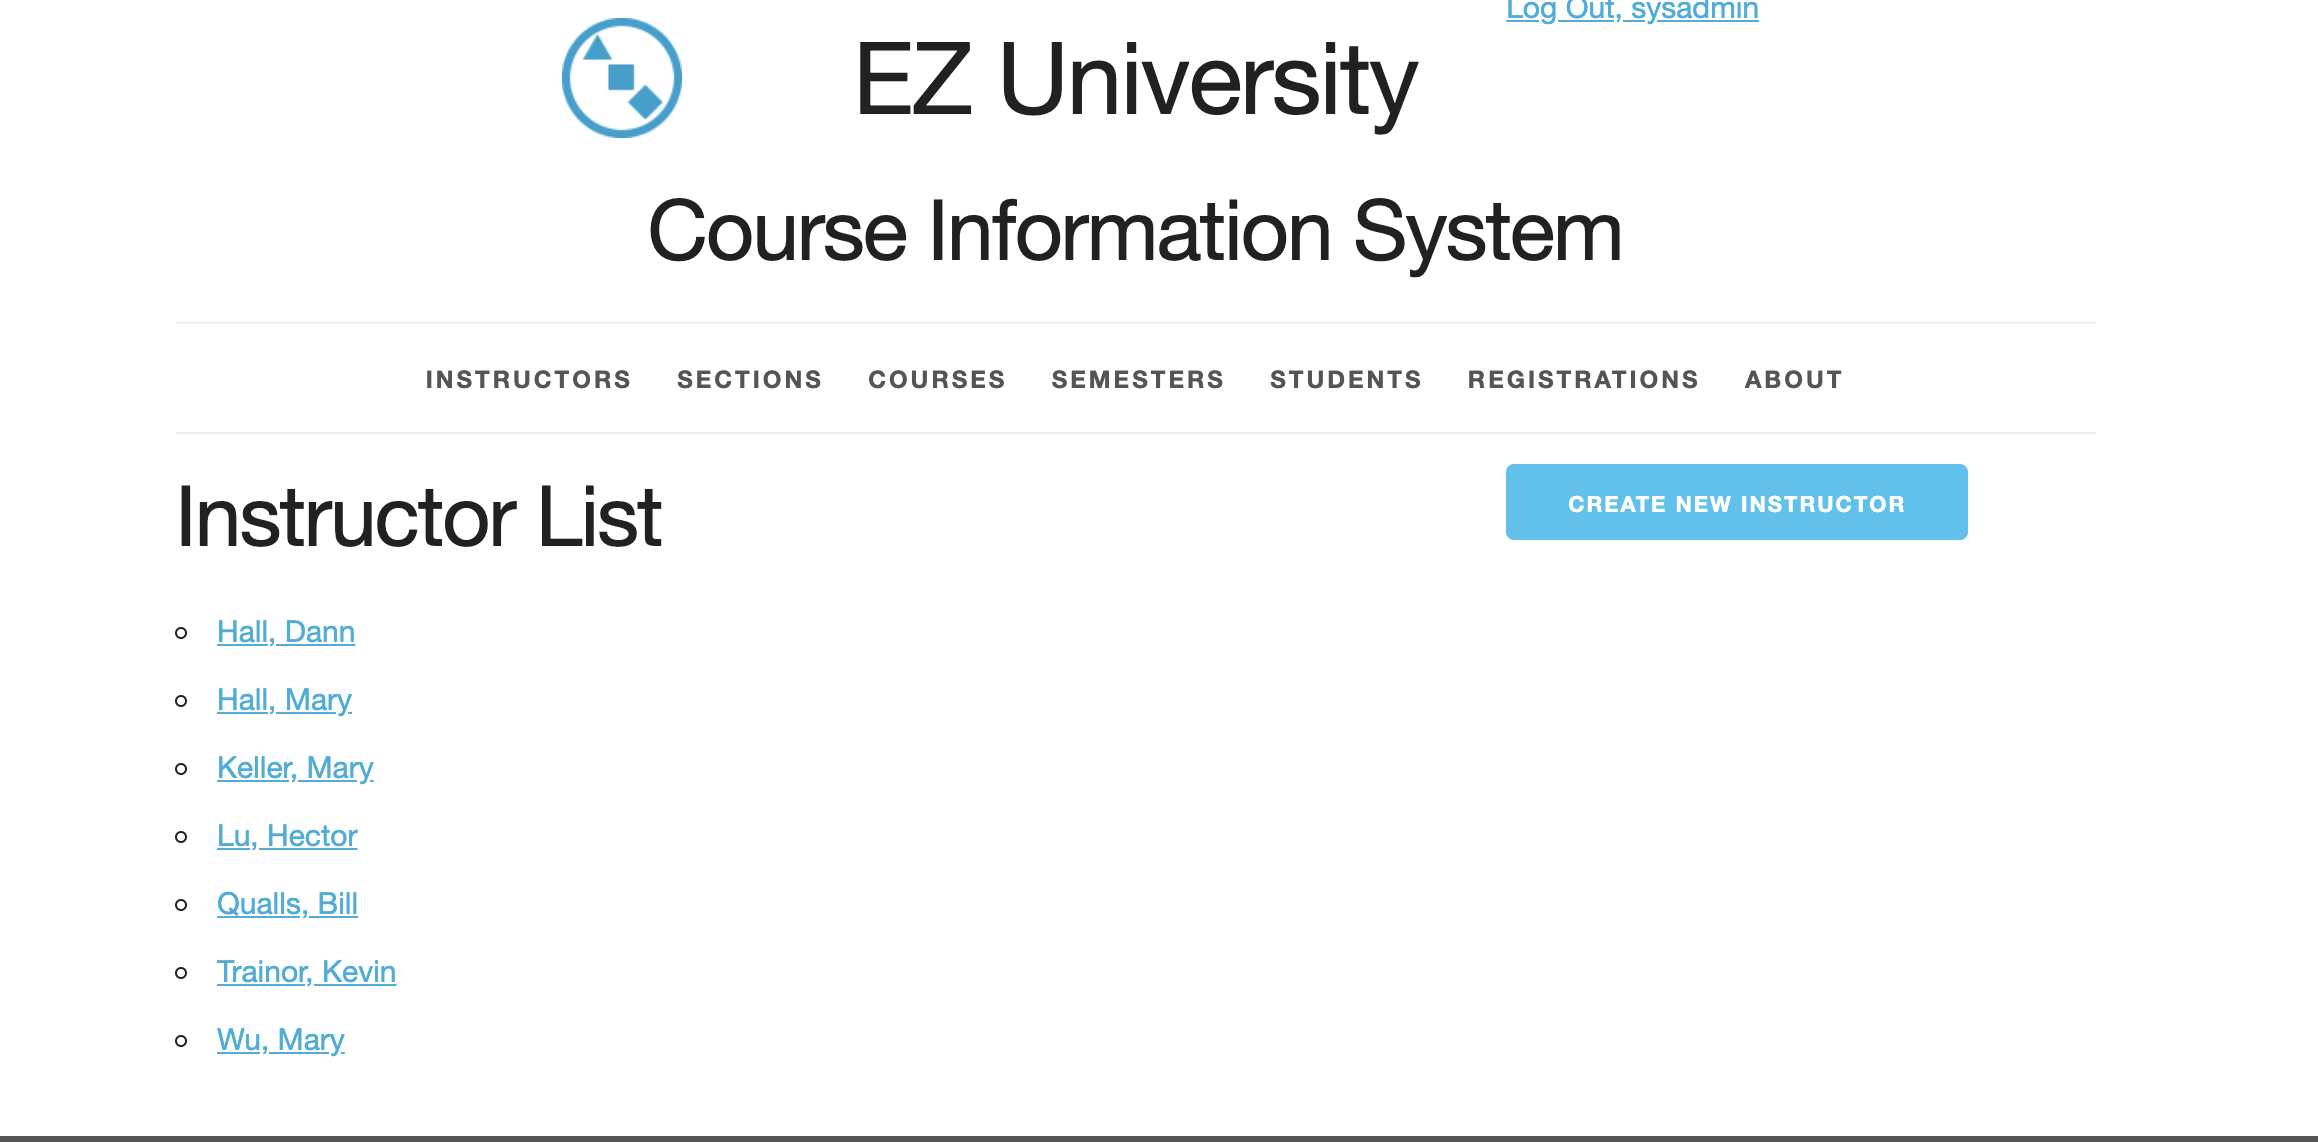 Log Out, sysadmin
EZ University
Course Information System
INSTRUCTORS SECTIONS COURSES SEMESTERS STUDENTS REGISTRATIONS ABOUT
Instructor List
CREATE NEW INSTRUCTOR
Hall, Dann
Hall, Mary
Keller, Mary
Lu, Hector
Qualls, Bill
Trainor, Kevin
Wu, Mary